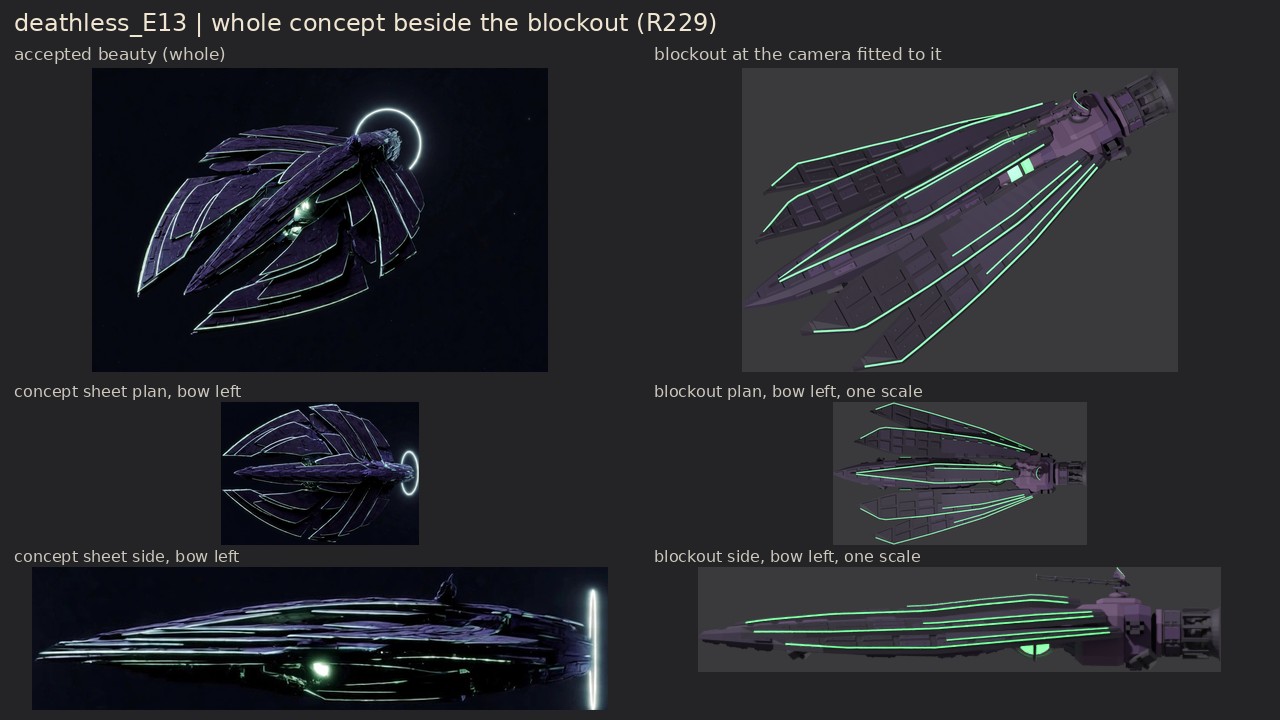 deathless_E13 | whole concept beside the blockout (R229)
accepted beauty (whole)
blockout at the camera fitted to it
concept sheet plan, bow left
blockout plan, bow left, one scale
concept sheet side, bow left
blockout side, bow left, one scale